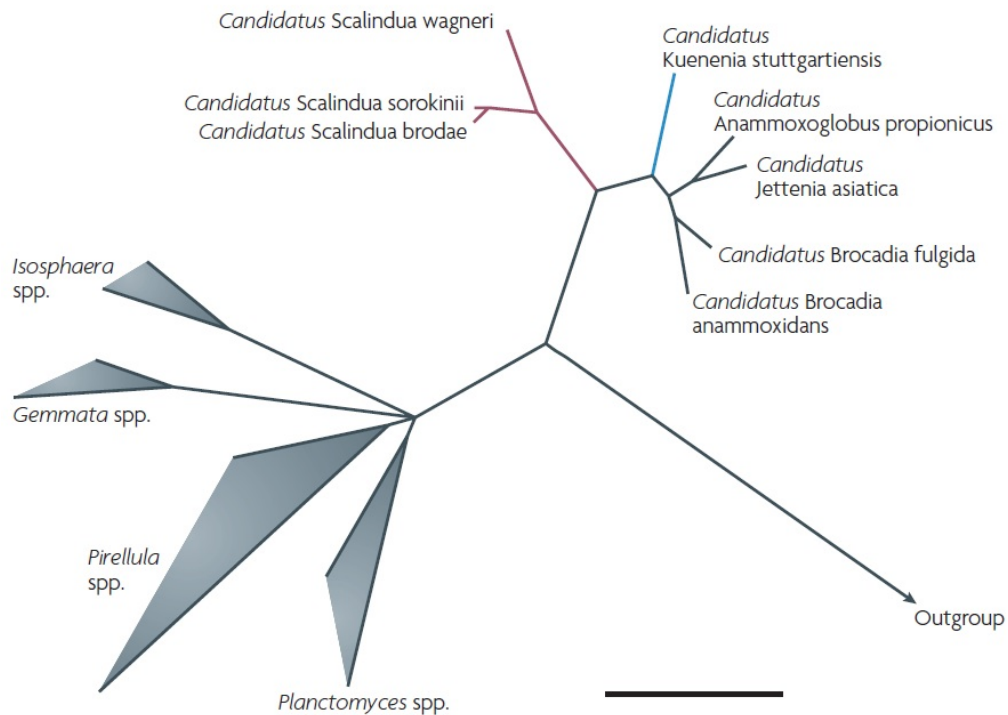 Candidatus Scalindua wagneri
Candidatus
Kuenenia stuttgartiensis
Candidatus Scalindua sorokinii
Candidatus Scalindua brodae
Candidatus
Anammoxoglobus propionicus
Candidatus
Jettenia asiatica
Candidatus Brocadia fulgida
Candidatus Brocadia
anammoxidans
Isosphaera
spp.
Gemmata spp.
Pirellula
spp.
Planctomyces spp.
Outgroup